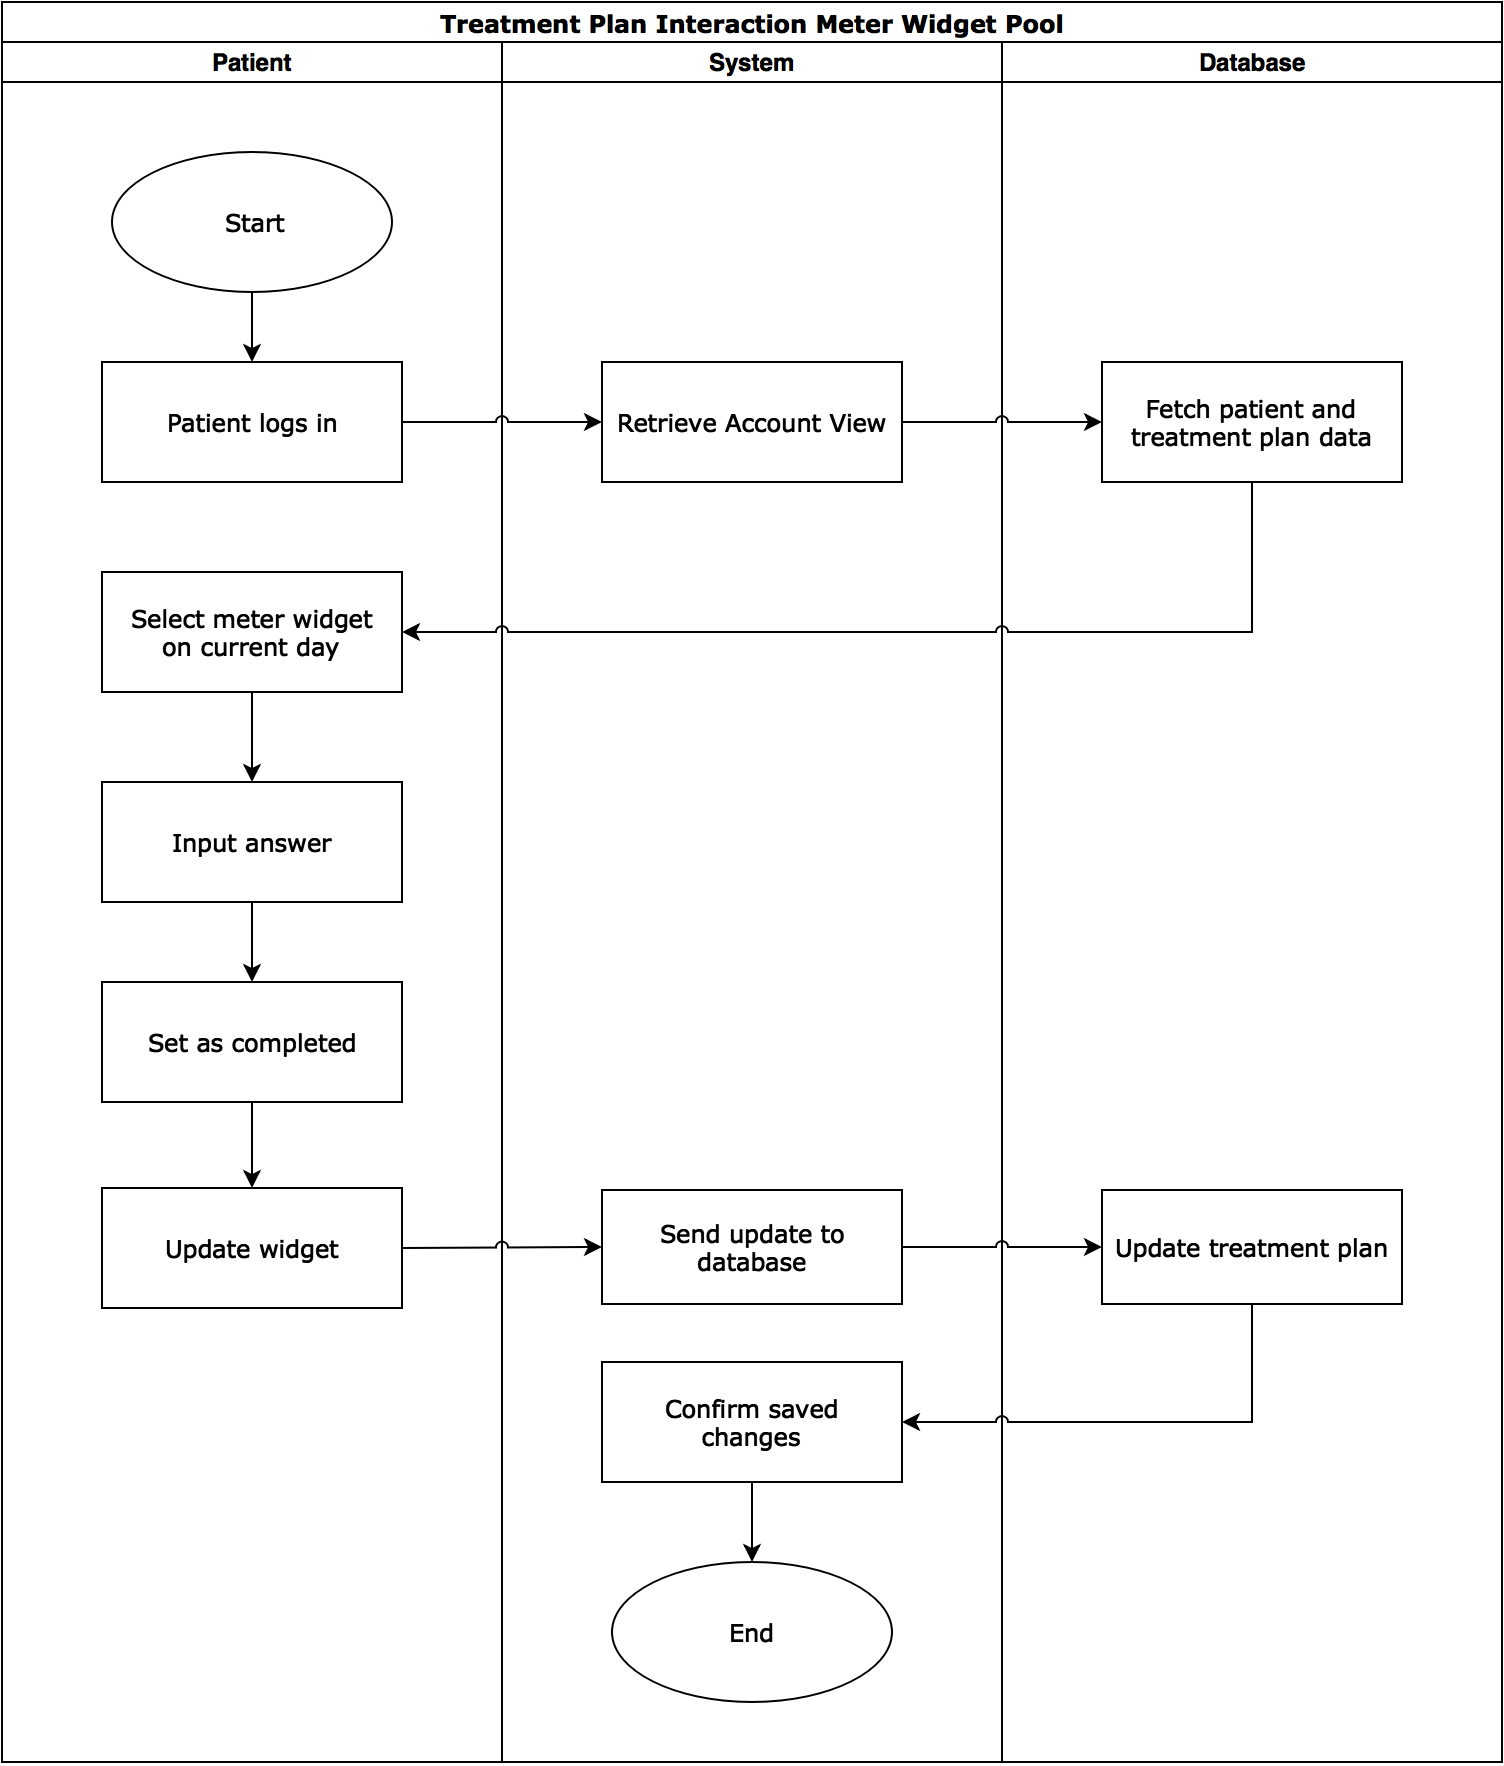 Treatment Plan Interaction Meter Widget Pool
Patient
System
Database
Start
Patient logs in
Retrieve Account View
Fetch patient and
treatment plan data
Select meter widget
on current day
Input answer
Set as completed
Update widget
Send update to
database
Update treatment plan
Confirm saved
changes
End